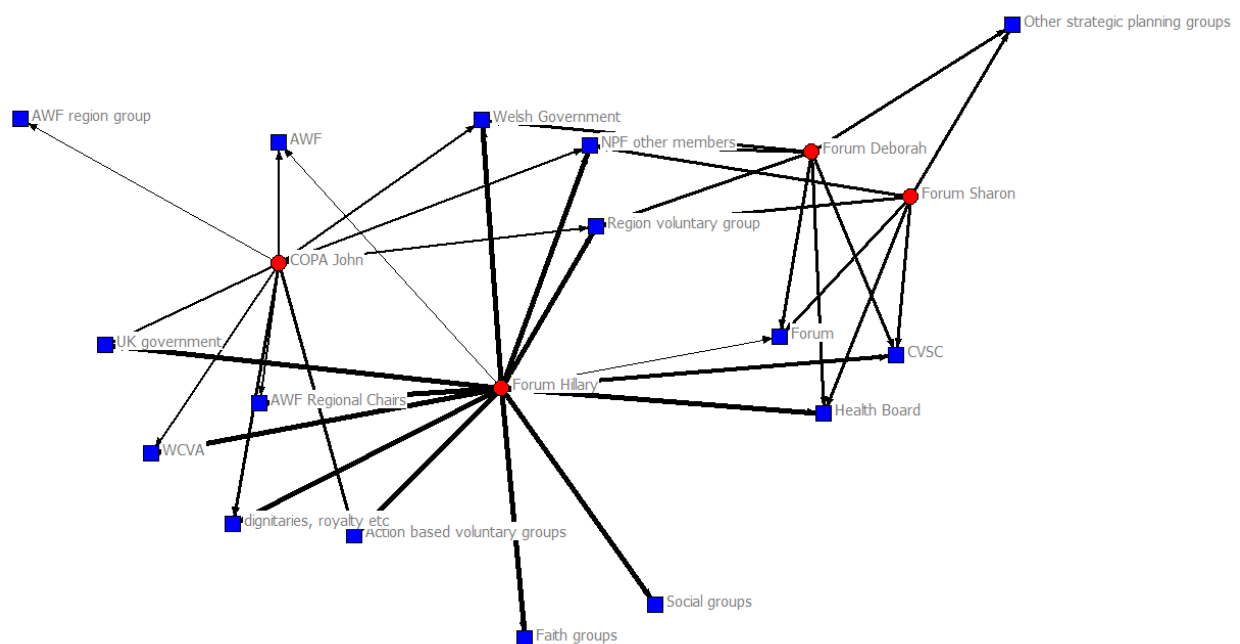 Other strategic planning groups
AWF region group
Welsh Government
AWF
NPF other members
Forum Deborah
Forum Sharon
Region voluntary group
COPA John
UK government
Forum
CVSC
Forum Hillary
AWF Regional Chairs
Health Board
WCVA
dignitaries, royalty etc
Action based voluntary groups
Social groups
Faith groups